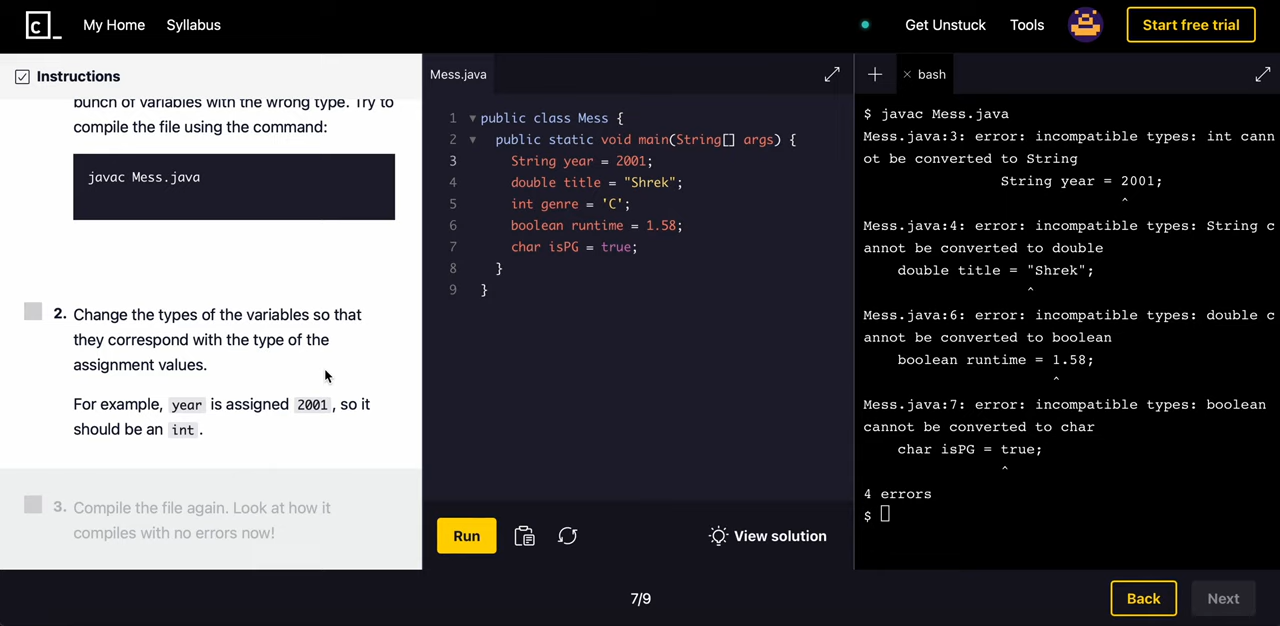 c_ My Home Syllabus Get Unstuck Tools Start free trial
Instructions
bunch of variables with the wrong type. Try to
compile the file using the command:
javac Mess.java
2. Change the types of the variables so that
they correspond with the type of the
assignment values.
For example, year is assigned 2001, so it
should be an int.
3. Compile the file again. Look at how it
compiles with no errors now!
Mess.java
1 public class Mess {
2 public static void main(String[] args) {
3 String year = 2001;
4 double title = "Shrek";
5 int genre = 'C';
6 boolean runtime = 1.58;
7 char isPG = true;
8 }
9 }
Run
View solution
+ × bash
$ javac Mess.java
Mess.java:3: error: incompatible types: int cann
ot be converted to String
String year = 2001;
^
Mess.java:4: error: incompatible types: String c
annot be converted to double
double title = "Shrek";
^
Mess.java:6: error: incompatible types: double c
annot be converted to boolean
boolean runtime = 1.58;
^
Mess.java:7: error: incompatible types: boolean
cannot be converted to char
char isPG = true;
^
4 errors
$
7/9
Back
Next